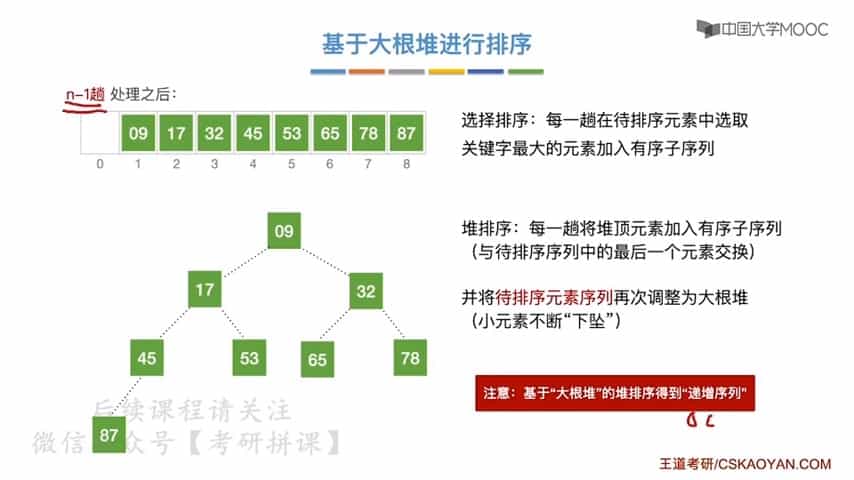 中国大学MOOC
基于大根堆进行排序
n-1趟 处理之后:
09 17 32 45 53 65 78 87
0 1 2 3 4 5 6 7 8
选择排序:每一趟在待排序元素中选取
关键字最大的元素加入有序子序列
堆排序:每一趟将堆顶元素加入有序子序列
(与待排序序列中的最后一个元素交换)
并将待排序元素序列再次调整为大根堆
(小元素不断“下坠”)
09
17 32
45 53 65 78
87
注意:基于“大根堆”的堆排序得到“递增序列”
后续课程请关注
微信公众号【考研拼课】
王道考研/CSKAOYAN.COM